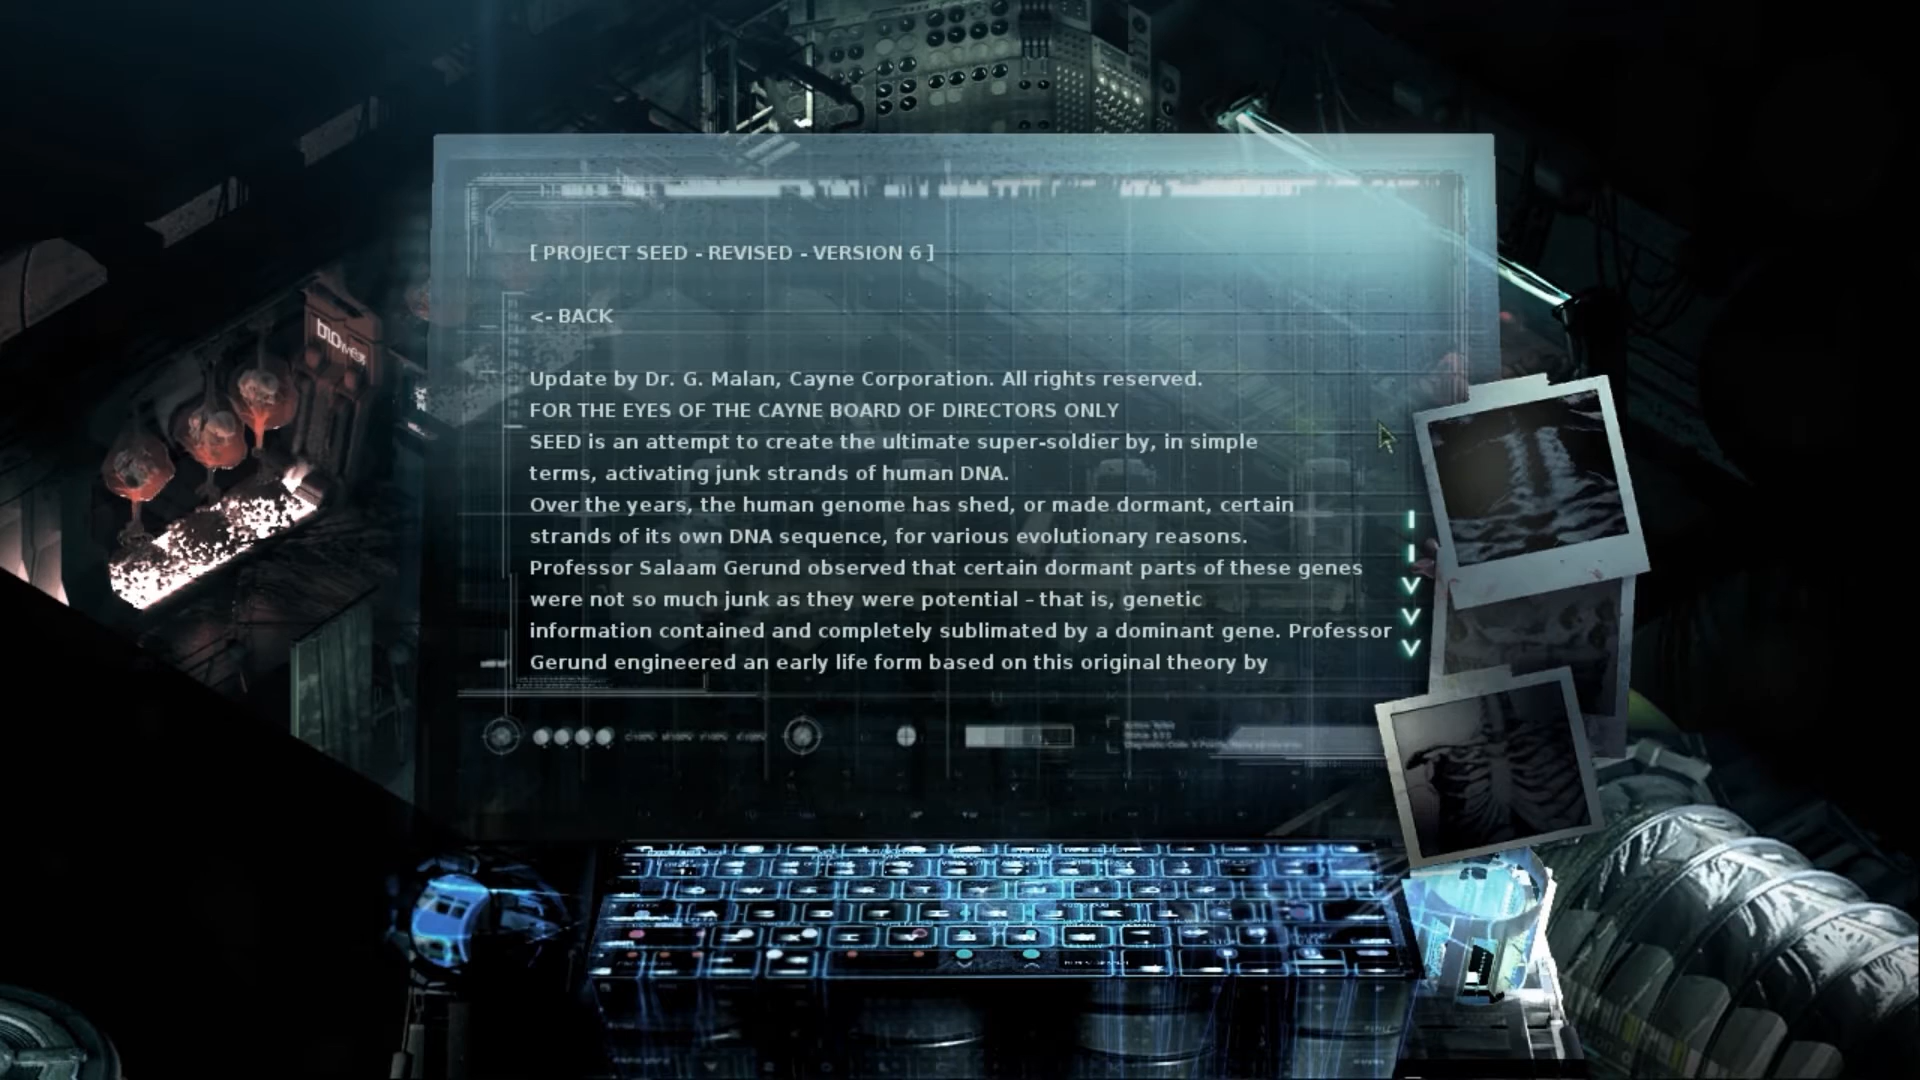 [ PROJECT SEED - REVISED - VERSION 6 ]
<- BACK
Update by Dr. G. Malan, Cayne Corporation. All rights reserved.
FOR THE EYES OF THE CAYNE BOARD OF DIRECTORS ONLY
SEED is an attempt to create the ultimate super-soldier by, in simple
terms, activating junk strands of human DNA.
Over the years, the human genome has shed, or made dormant, certain
strands of its own DNA sequence, for various evolutionary reasons.
Professor Salaam Gerund observed that certain dormant parts of these genes
were not so much junk as they were potential – that is, genetic
information contained and completely sublimated by a dominant gene. Professor
Gerund engineered an early life form based on this original theory by